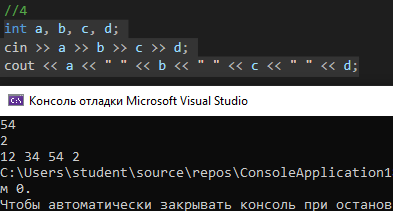 //4
int a, b, c, d;
cin >> a >> b >> c >> d;
cout << a << " " << b << " " << c << " " << d;
Консоль отладки Microsoft Visual Studio
54
2
12 34 54 2
C:\Users\student\source\repos\ConsoleApplication1
м 0.
Чтобы автоматически закрывать консоль при останов